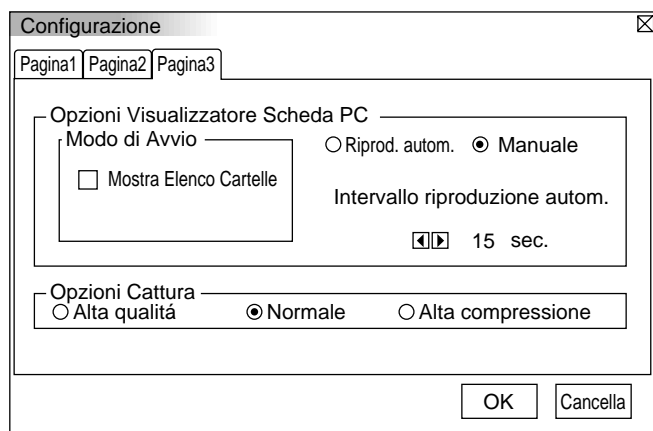 Configurazione
Pagina1 Pagina2 Pagina3
Opzioni Visualizzatore Scheda PC
Modo di Avvio
Riprod. autom. Manuale
Mostra Elenco Cartelle
Intervallo riproduzione autom.
15 sec.
Opzioni Cattura
Alta qualitá Normale Alta compressione
OK Cancella